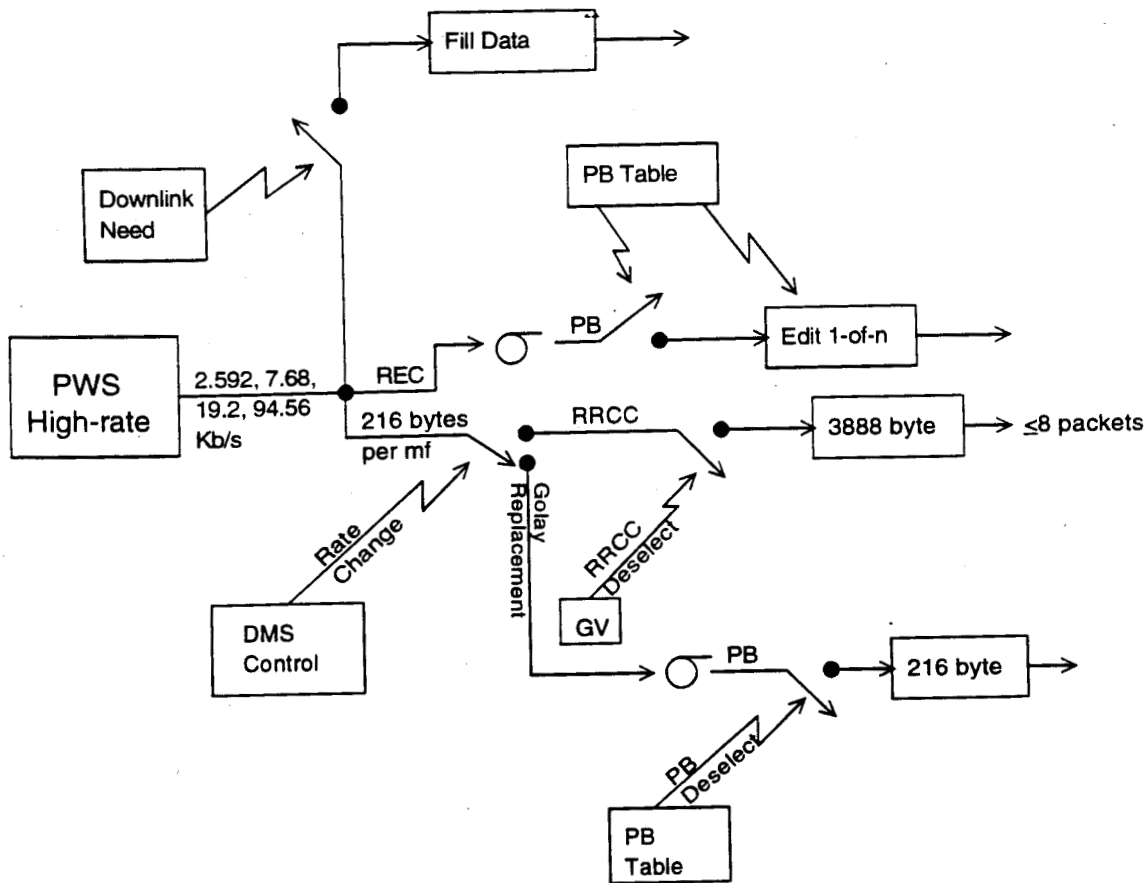 Fill Data
Downlink
Need
PB Table
PWS
High-rate
2.592, 7.68,
19.2, 94.56
Kb/s
REC
PB
Edit 1-of-n
216 bytes
per mf
RRCC
3888 byte
≤8 packets
Golay
Replacement
Rate
Change
RRCC
Deselect
GV
DMS
Control
PB
216 byte
PB
Deselect
PB
Table